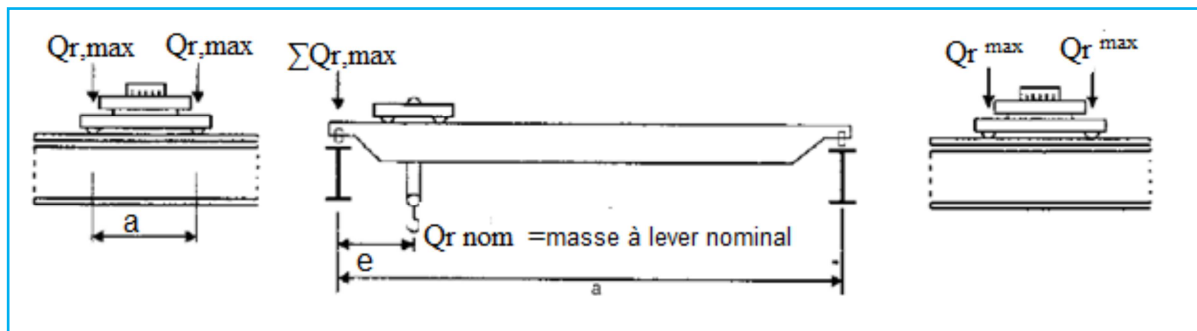 Qr,max Qr,max
a
∑Qr,max
Qr nom =masse à lever nominal
e
a
Qr max Qr max